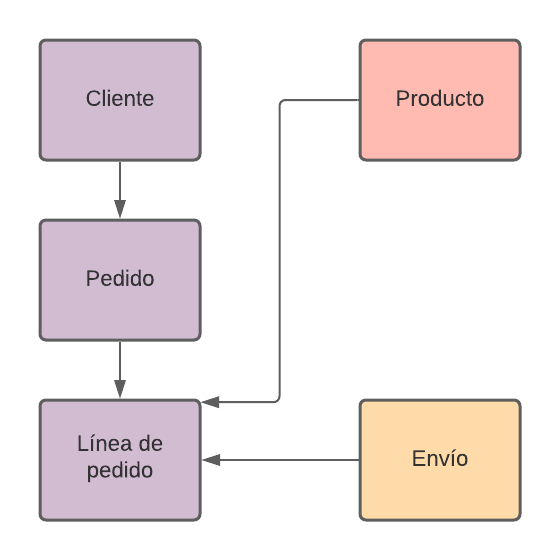 Cliente
Producto
Pedido
Línea de
pedido
Envío